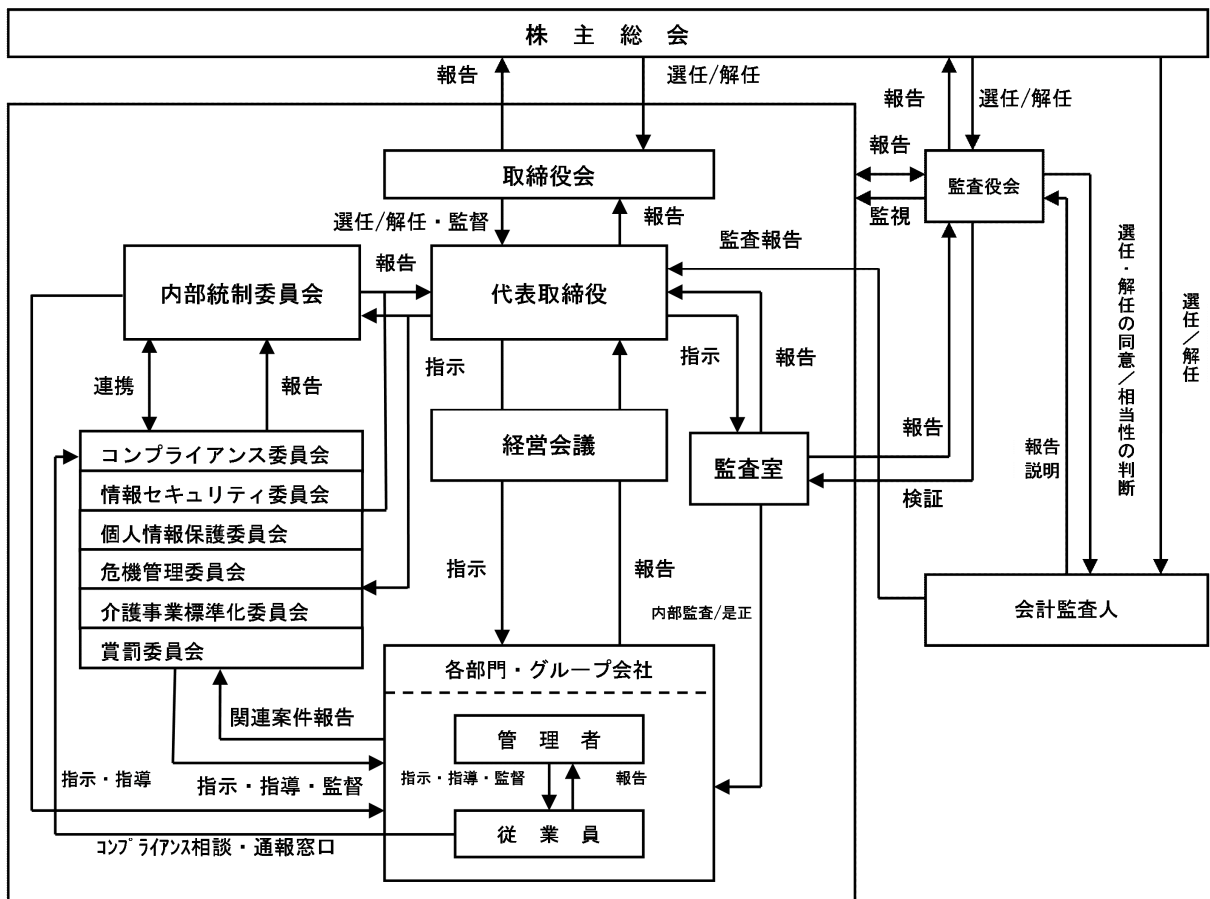 株 主 総 会
報告
選任/解任
報告
選任/解任
取締役会
報告
監査役会
監視
選任/解任・監督
報告
監査報告
内部統制委員会
報告
代表取締役
指示
指示
報告
連携
報告
経営会議
監査室
報告
検証
選任・解任の同意/相当性の判断
選任/解任
報告
説明
コンプライアンス委員会
情報セキュリティ委員会
個人情報保護委員会
危機管理委員会
介護事業標準化委員会
賞罰委員会
指示
報告
内部監査/是正
会計監査人
各部門・グループ会社
関連案件報告
管 理 者
指示・指導
指示・指導・監督
指示・指導・監督
報告
従 業 員
コンプライアンス相談・通報窓口